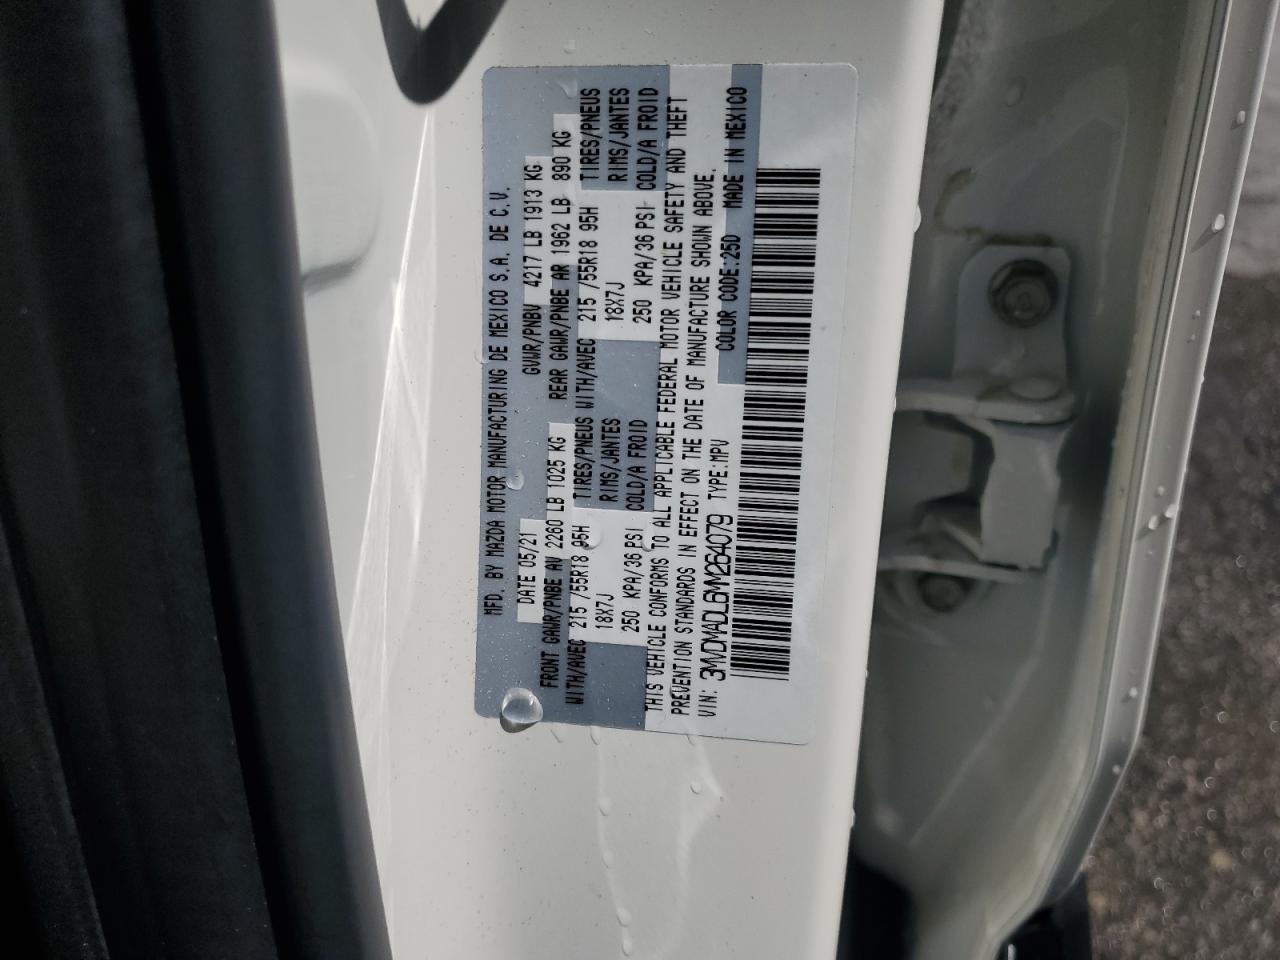 MFD. BY MAZDA MOTOR MANUFACTURING DE MEXICO S.A. DE C.V.
DATE 05/21 GVWR/PNBV 4217 LB 1913 KG
FRONT GAWR/PNBE AV 2260 LB 1025 KG REAR GAWR/PNBE AR 1962 LB 890 KG
WITH/AVEC 215 /55R18 95H TIRES/PNEUS WITH/AVEC 215 /55R18 95H TIRES/PNEUS
18X7J RIMS/JANTES 18X7J RIMS/JANTES
250 KPA/36 PSI COLD/A FROID 250 KPA/36 PSI COLD/A FROID
THIS VEHICLE CONFORMS TO ALL APPLICABLE FEDERAL MOTOR VEHICLE SAFETY AND THEFT
PREVENTION STANDARDS IN EFFECT ON THE DATE OF MANUFACTURE SHOWN ABOVE.
VIN: 3MVDMADL6MM264079 TYPE:MPV COLOR CODE:25D MADE IN MEXICO